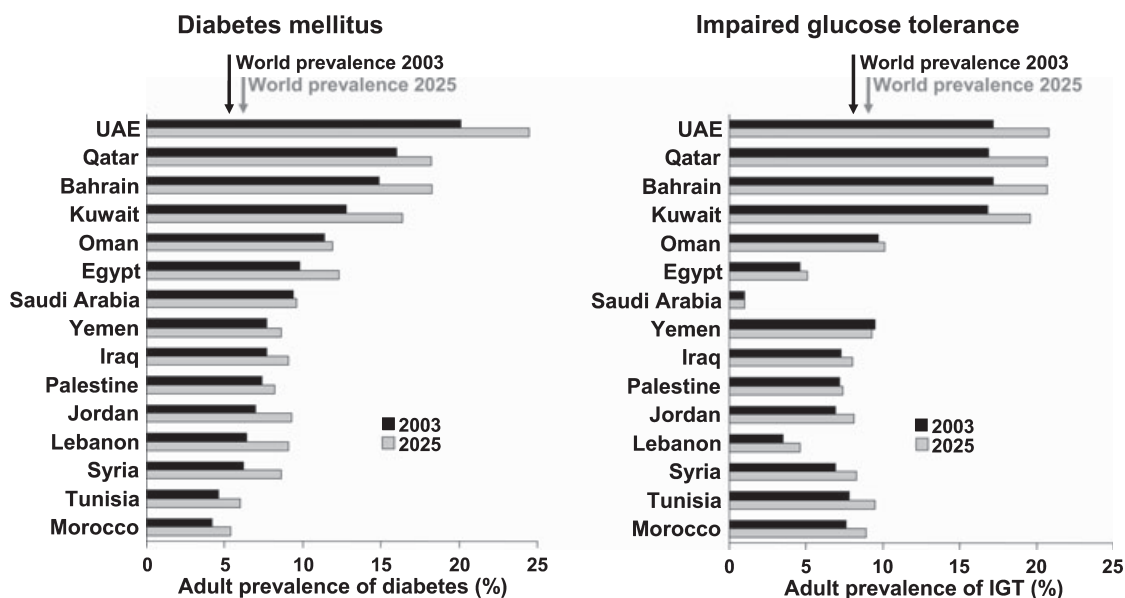 Diabetes mellitus
World prevalence 2003
World prevalence 2025
UAE
Qatar
Bahrain
Kuwait
Oman
Egypt
Saudi Arabia
Yemen
Iraq
Palestine
Jordan
Lebanon
Syria
Tunisia
Morocco
2003
2025
0 5 10 15 20 25
Adult prevalence of diabetes (%)
Impaired glucose tolerance
World prevalence 2003
World prevalence 2025
UAE
Qatar
Bahrain
Kuwait
Oman
Egypt
Saudi Arabia
Yemen
Iraq
Palestine
Jordan
Lebanon
Syria
Tunisia
Morocco
2003
2025
0 5 10 15 20 25
Adult prevalence of IGT (%)